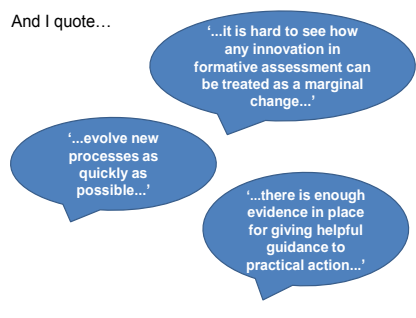 And I quote…
‘...it is hard to see how
any innovation in
formative assessment can
be treated as a marginal
change...’
‘...evolve new
processes as
quickly as
possible...’
‘...there is enough
evidence in place
for giving helpful
guidance to
practical action...’